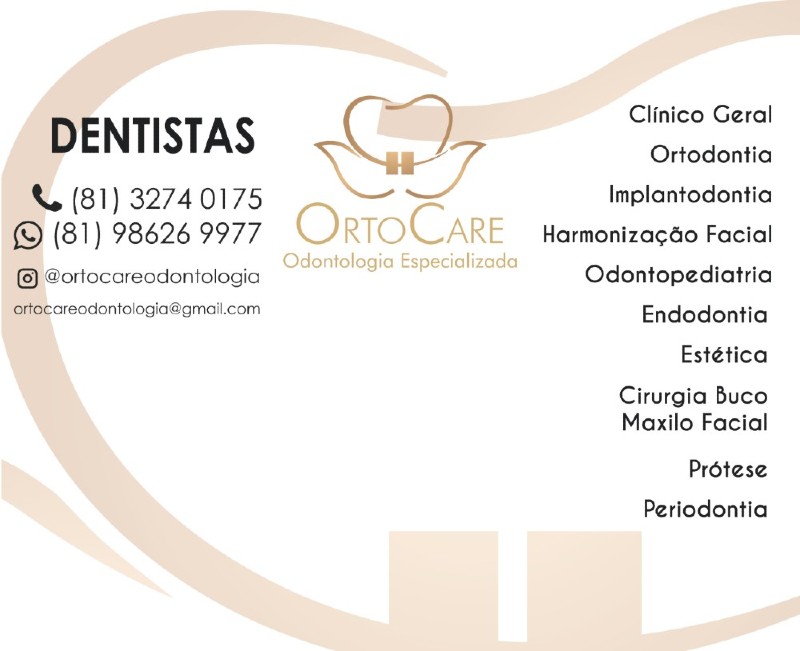 DENTISTAS
(81) 3274 0175
(81) 98626 9977
@ortocareodontologia
ortocareodontologia@gmail.com
ORTOCARE
Odontologia Especializada
Clínico Geral
Ortodontia
Implantodontia
Harmonização Facial
Odontopediatria
Endodontia
Estética
Cirurgia Buco
Maxilo Facial
Prótese
Periodontia